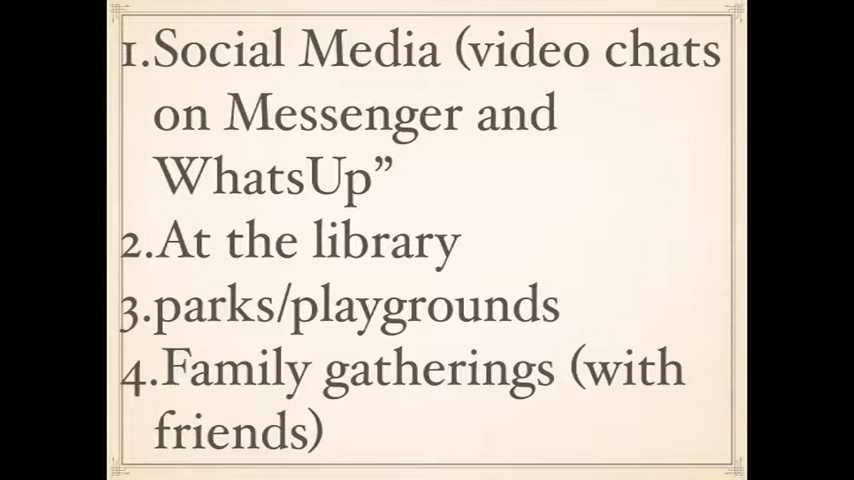 1.Social Media (video chats
on Messenger and
WhatsUp”
2.At the library
3.parks/playgrounds
4.Family gatherings (with
friends)